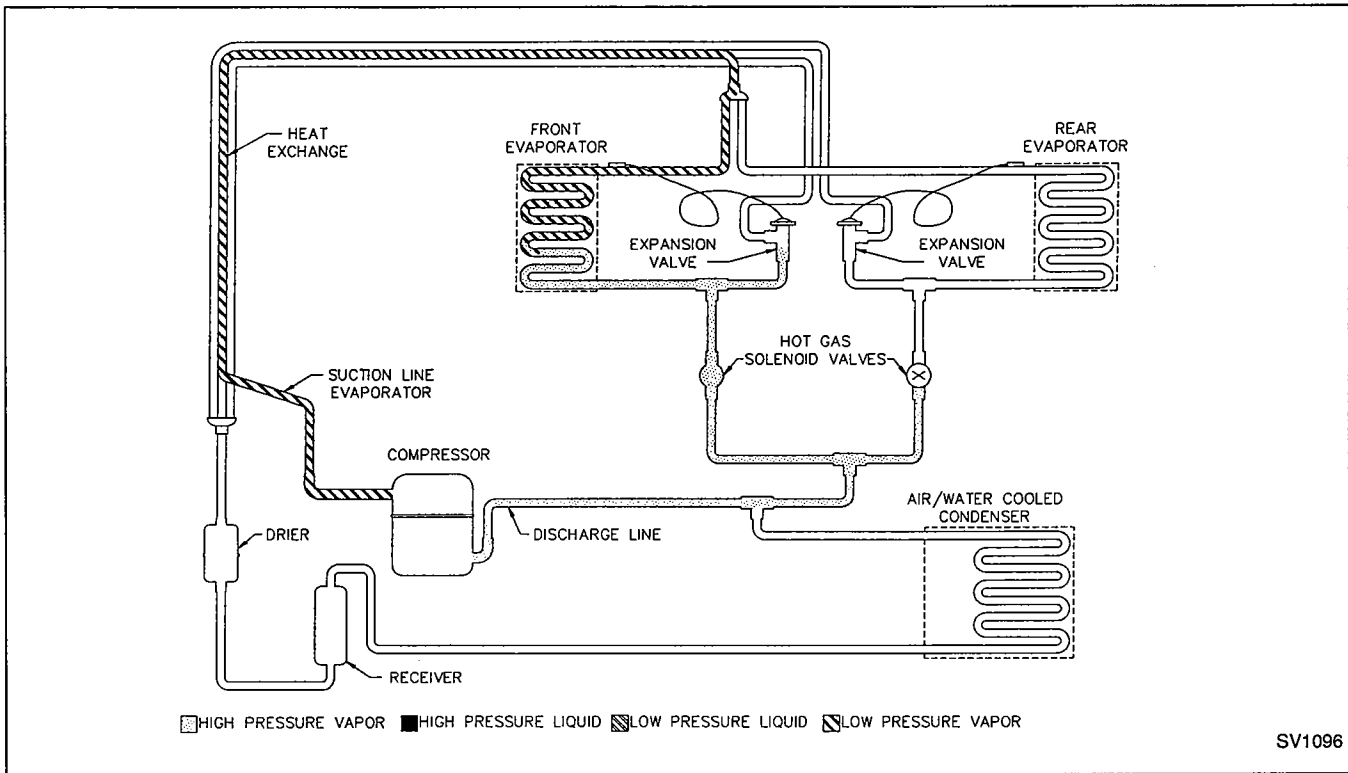 HEAT
EXCHANGE
FRONT
EVAPORATOR
REAR
EVAPORATOR
EXPANSION
VALVE
EXPANSION
VALVE
HOT GAS
SOLENOID VALVES
SUCTION LINE
EVAPORATOR
COMPRESSOR
AIR/WATER COOLED
CONDENSER
DRIER
DISCHARGE LINE
RECEIVER
HIGH PRESSURE VAPOR HIGH PRESSURE LIQUID LOW PRESSURE LIQUID LOW PRESSURE VAPOR
SV1096